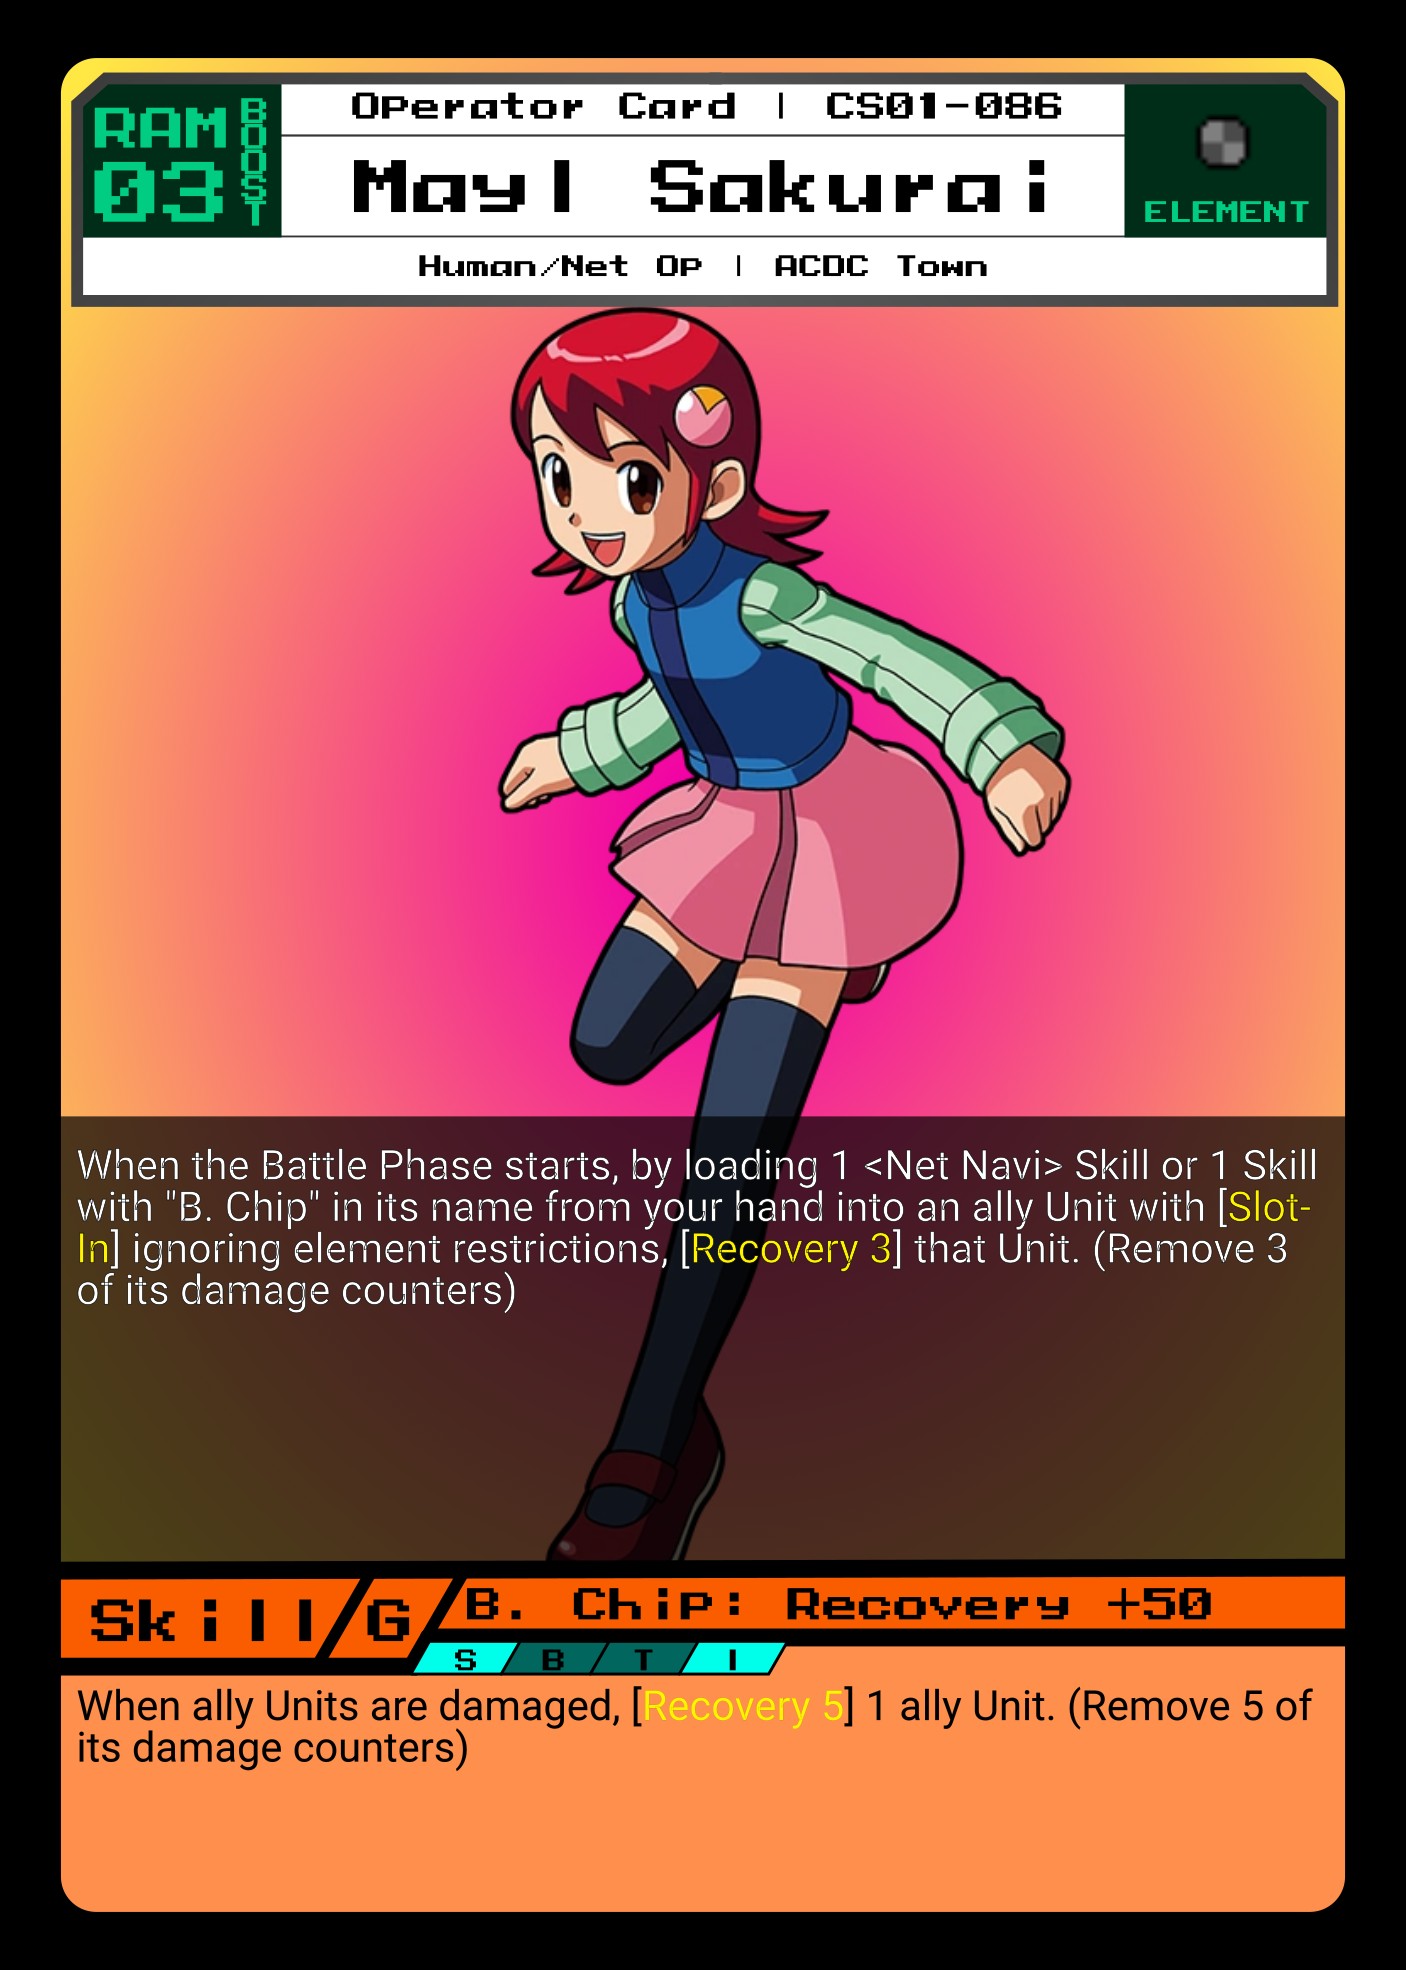 RAM
03
BOOST
Operator Card | CS01-086
Mayl Sakurai
ELEMENT
Human/Net Op | ACDC Town
When the Battle Phase starts, by loading 1 <Net Navi> Skill or 1 Skill
with "B. Chip" in its name from your hand into an ally Unit with [Slot-
In] ignoring element restrictions, [Recovery 3] that Unit. (Remove 3
of its damage counters)
Skill/G
B. Chip: Recovery +50
S B T I
When ally Units are damaged, [Recovery 5] 1 ally Unit. (Remove 5 of
its damage counters)